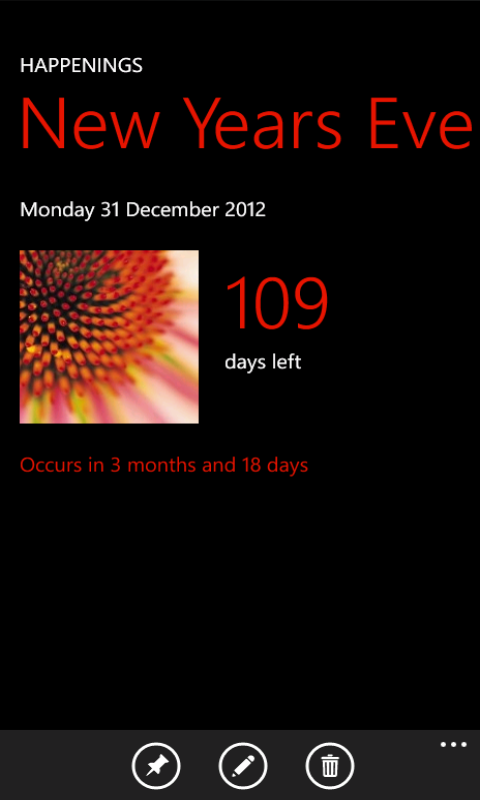 HAPPENINGS
New Years Eve
Monday 31 December 2012
109
days left
Occurs in 3 months and 18 days